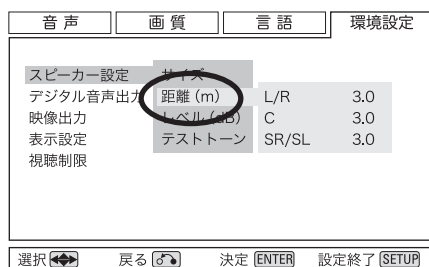 音声 画質 言語 環境設定
スピーカー設定 サイズ
デジタル音声出力 距離(m) L/R 3.0
映像出力 レベル(dB) C 3.0
表示設定 テストトーン SR/SL 3.0
視聴制限
選択 戻る 決定 ENTER 設定終了 SETUP